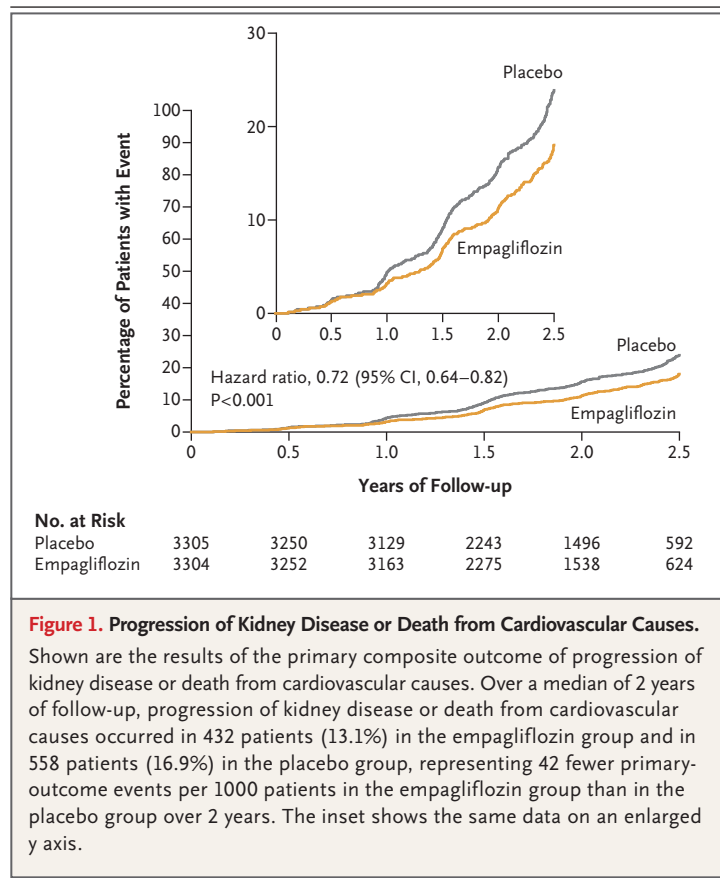 30
Placebo
20
10
Empagliflozin
0
0 0.5 1.0 1.5 2.0 2.5
Percentage of Patients with Event
100
90
80
70
60
50
40
30
20
10
0
Placebo
Hazard ratio, 0.72 (95% CI, 0.64–0.82)
P<0.001
Empagliflozin
0 0.5 1.0 1.5 2.0 2.5
Years of Follow-up
No. at Risk
Placebo 3305 3250 3129 2243 1496 592
Empagliflozin 3304 3252 3163 2275 1538 624
Figure 1. Progression of Kidney Disease or Death from Cardiovascular Causes.
Shown are the results of the primary composite outcome of progression of
kidney disease or death from cardiovascular causes. Over a median of 2 years
of follow-up, progression of kidney disease or death from cardiovascular
causes occurred in 432 patients (13.1%) in the empagliflozin group and in
558 patients (16.9%) in the placebo group, representing 42 fewer primary-
outcome events per 1000 patients in the empagliflozin group than in the
placebo group over 2 years. The inset shows the same data on an enlarged
y axis.